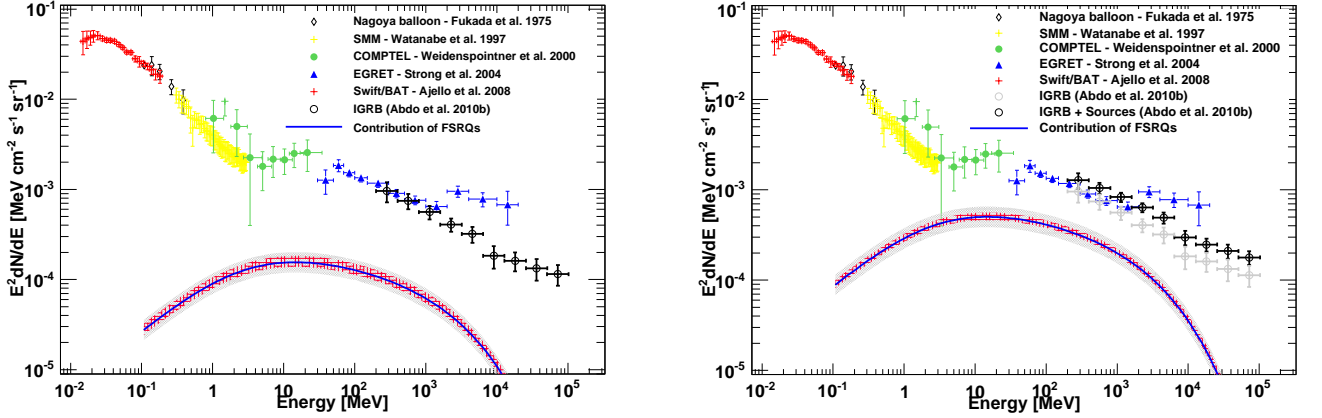 E²dN/dE [MeV cm⁻² s⁻¹ sr⁻¹]
10⁻¹
10⁻²
10⁻³
10⁻⁴
10⁻⁵
Nagoya balloon - Fukada et al. 1975
SMM - Watanabe et al. 1997
COMPTEL - Weidenspointner et al. 2000
EGRET - Strong et al. 2004
Swift/BAT - Ajello et al. 2008
IGRB (Abdo et al. 2010b)
Contribution of FSRQs
10⁻² 10⁻¹ 1 10 10² 10³ 10⁴ 10⁵
Energy [MeV]
E²dN/dE [MeV cm⁻² s⁻¹ sr⁻¹]
10⁻¹
10⁻²
10⁻³
10⁻⁴
10⁻⁵
Nagoya balloon - Fukada et al. 1975
SMM - Watanabe et al. 1997
COMPTEL - Weidenspointner et al. 2000
EGRET - Strong et al. 2004
Swift/BAT - Ajello et al. 2008
IGRB (Abdo et al. 2010b)
IGRB + Sources (Abdo et al. 2010b)
Contribution of FSRQs
10⁻² 10⁻¹ 1 10 10² 10³ 10⁴ 10⁵
Energy [MeV]